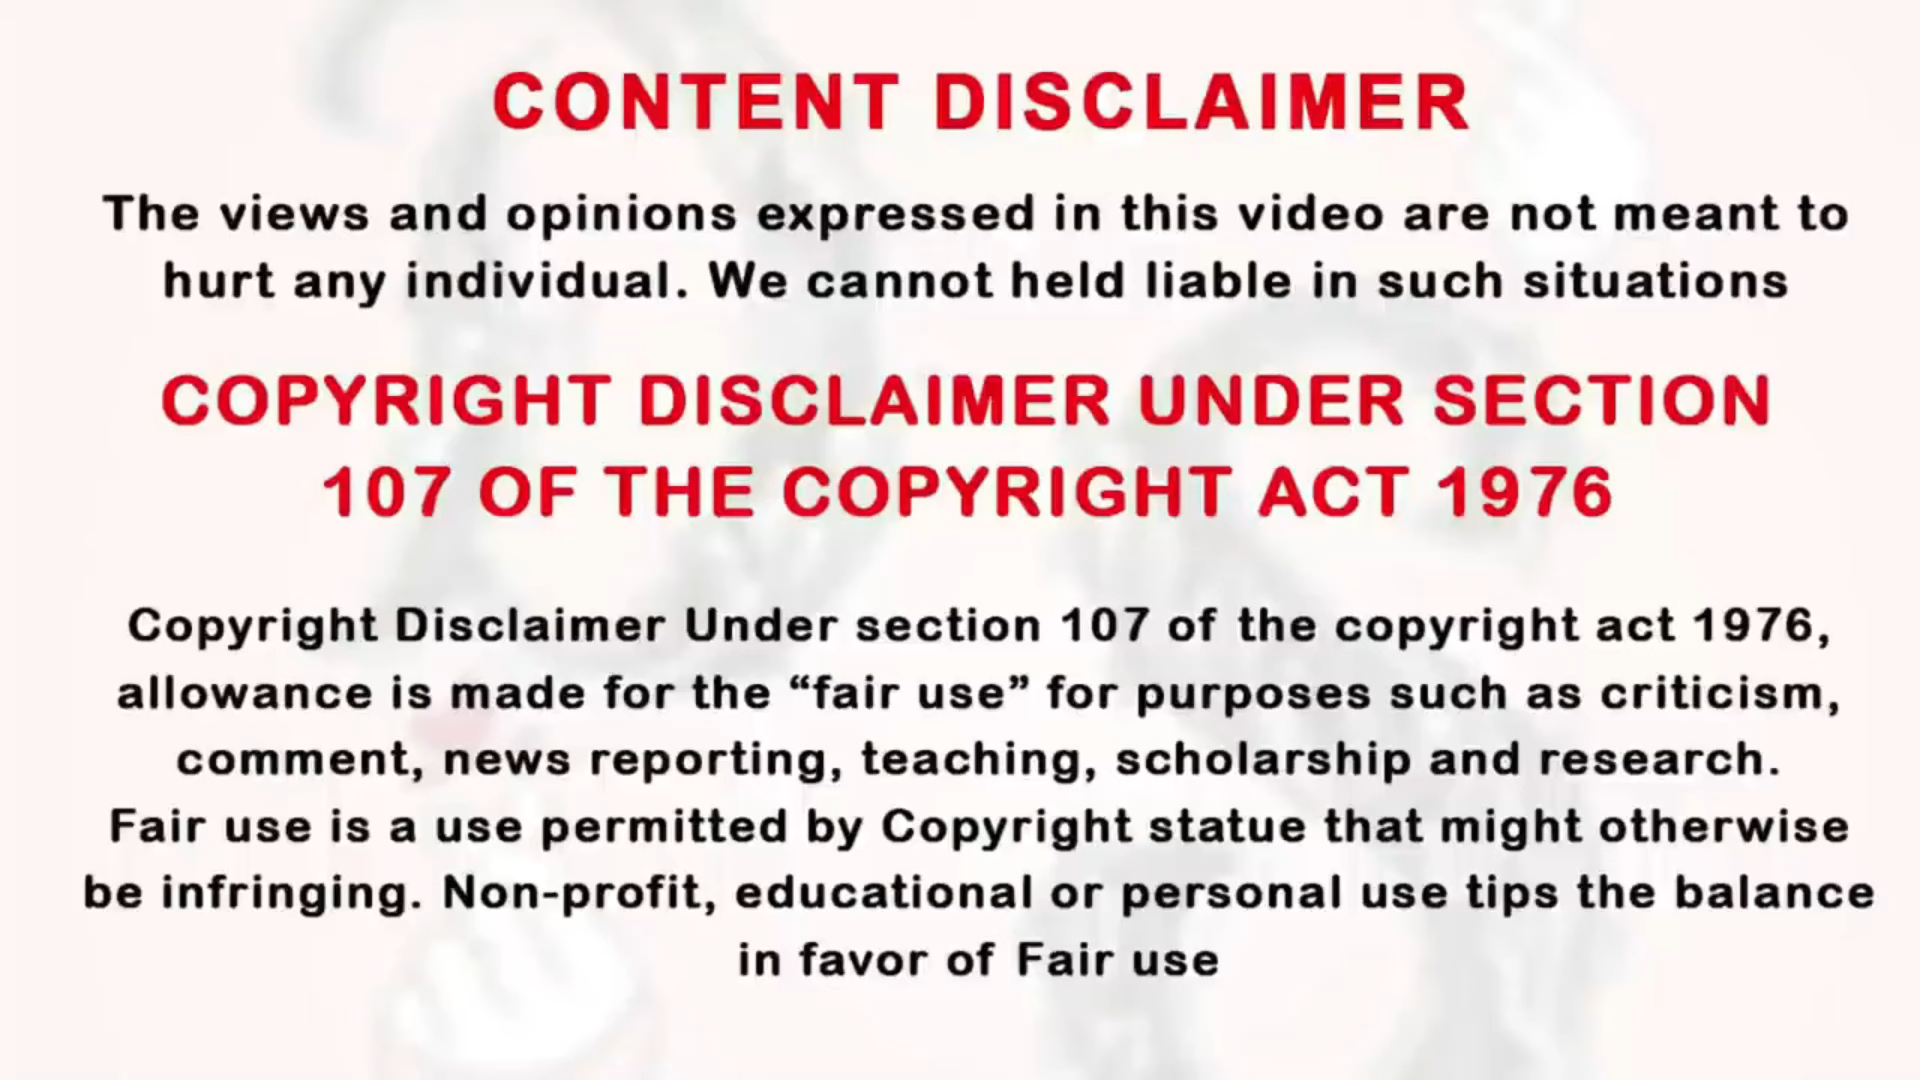 CONTENT DISCLAIMER
The views and opinions expressed in this video are not meant to
hurt any individual. We cannot held liable in such situations
COPYRIGHT DISCLAIMER UNDER SECTION
107 OF THE COPYRIGHT ACT 1976
Copyright Disclaimer Under section 107 of the copyright act 1976,
allowance is made for the “fair use” for purposes such as criticism,
comment, news reporting, teaching, scholarship and research.
Fair use is a use permitted by Copyright statue that might otherwise
be infringing. Non-profit, educational or personal use tips the balance
in favor of Fair use